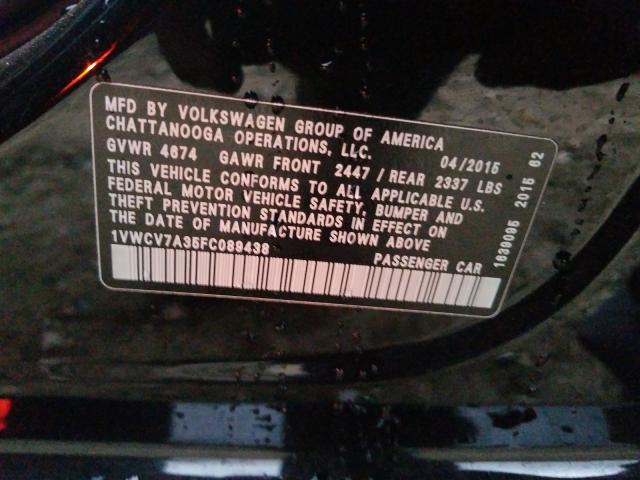 MFD BY VOLKSWAGEN GROUP OF AMERICA
CHATTANOOGA OPERATIONS, LLC. 04/2015
GVWR 4674 GAWR FRONT 2447 / REAR 2337 LBS
THIS VEHICLE CONFORMS TO ALL APPLICABLE U.S.
FEDERAL MOTOR VEHICLE SAFETY, BUMPER AND
THEFT PREVENTION STANDARDS IN EFFECT ON
THE DATE OF MANUFACTURE SHOWN ABOVE
1VWCV7A35FC089438 PASSENGER CAR
1639095 2015 62